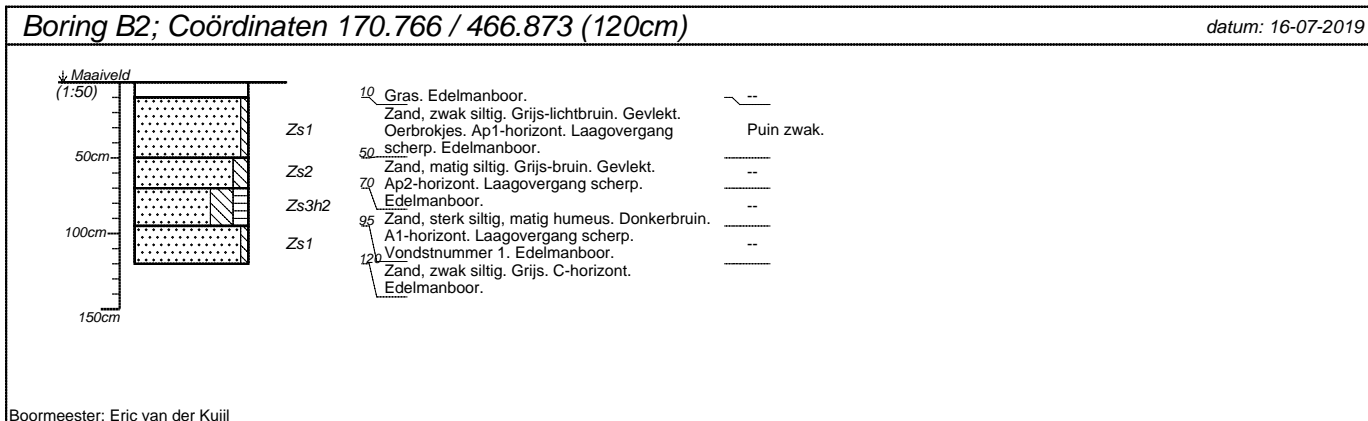 Boring B2; Coördinaten 170.766 / 466.873 (120cm)
datum: 16-07-2019
Maaiveld
(1:50)
50cm
100cm
150cm
Zs1
Zs2
Zs3h2
Zs1
10 Gras. Edelmanboor.
--
Zand, zwak siltig. Grijs-lichtbruin. Gevlekt.
Oerbrokjes. Ap1-horizont. Laagovergang
Puin zwak.
50 scherp. Edelmanboor.
Zand, matig siltig. Grijs-bruin. Gevlekt.
--
70 Ap2-horizont. Laagovergang scherp.
Edelmanboor.
--
95 Zand, sterk siltig, matig humeus. Donkerbruin.
A1-horizont. Laagovergang scherp.
--
120 Vondstnummer 1. Edelmanboor.
Zand, zwak siltig. Grijs. C-horizont.
Edelmanboor.
Boormeester: Eric van der Kuijl